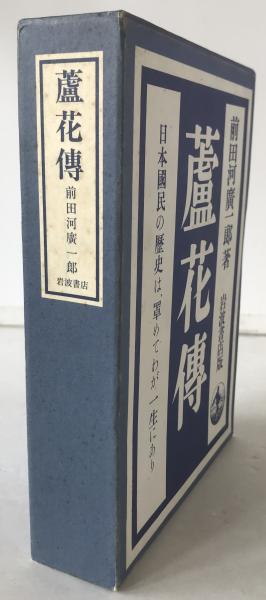 蘆花傳
前田河廣一郎
岩波書店
前田河廣一郎著
蘆花傳
岩波書店版
日本國民の歴史は、罩めてわが一生にあり